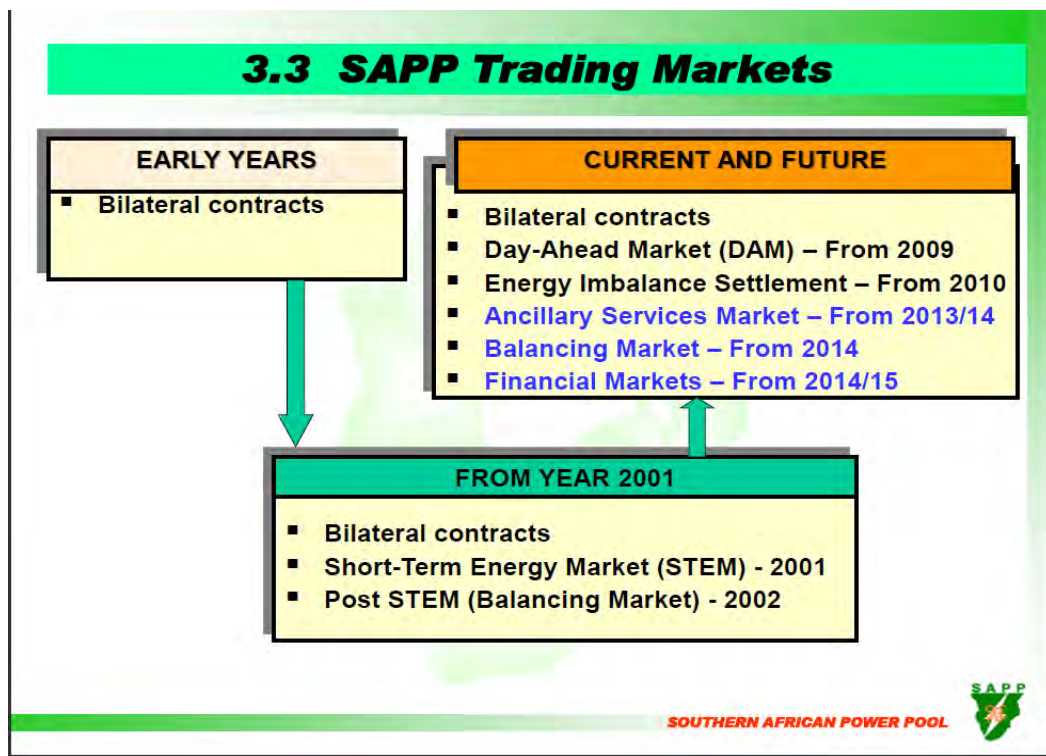 3.3 SAPP Trading Markets
EARLY YEARS
▪ Bilateral contracts
CURRENT AND FUTURE
▪ Bilateral contracts
▪ Day-Ahead Market (DAM) – From 2009
▪ Energy Imbalance Settlement – From 2010
▪ Ancillary Services Market – From 2013/14
▪ Balancing Market – From 2014
▪ Financial Markets – From 2014/15
FROM YEAR 2001
▪ Bilateral contracts
▪ Short-Term Energy Market (STEM) - 2001
▪ Post STEM (Balancing Market) - 2002
SAPP
SOUTHERN AFRICAN POWER POOL